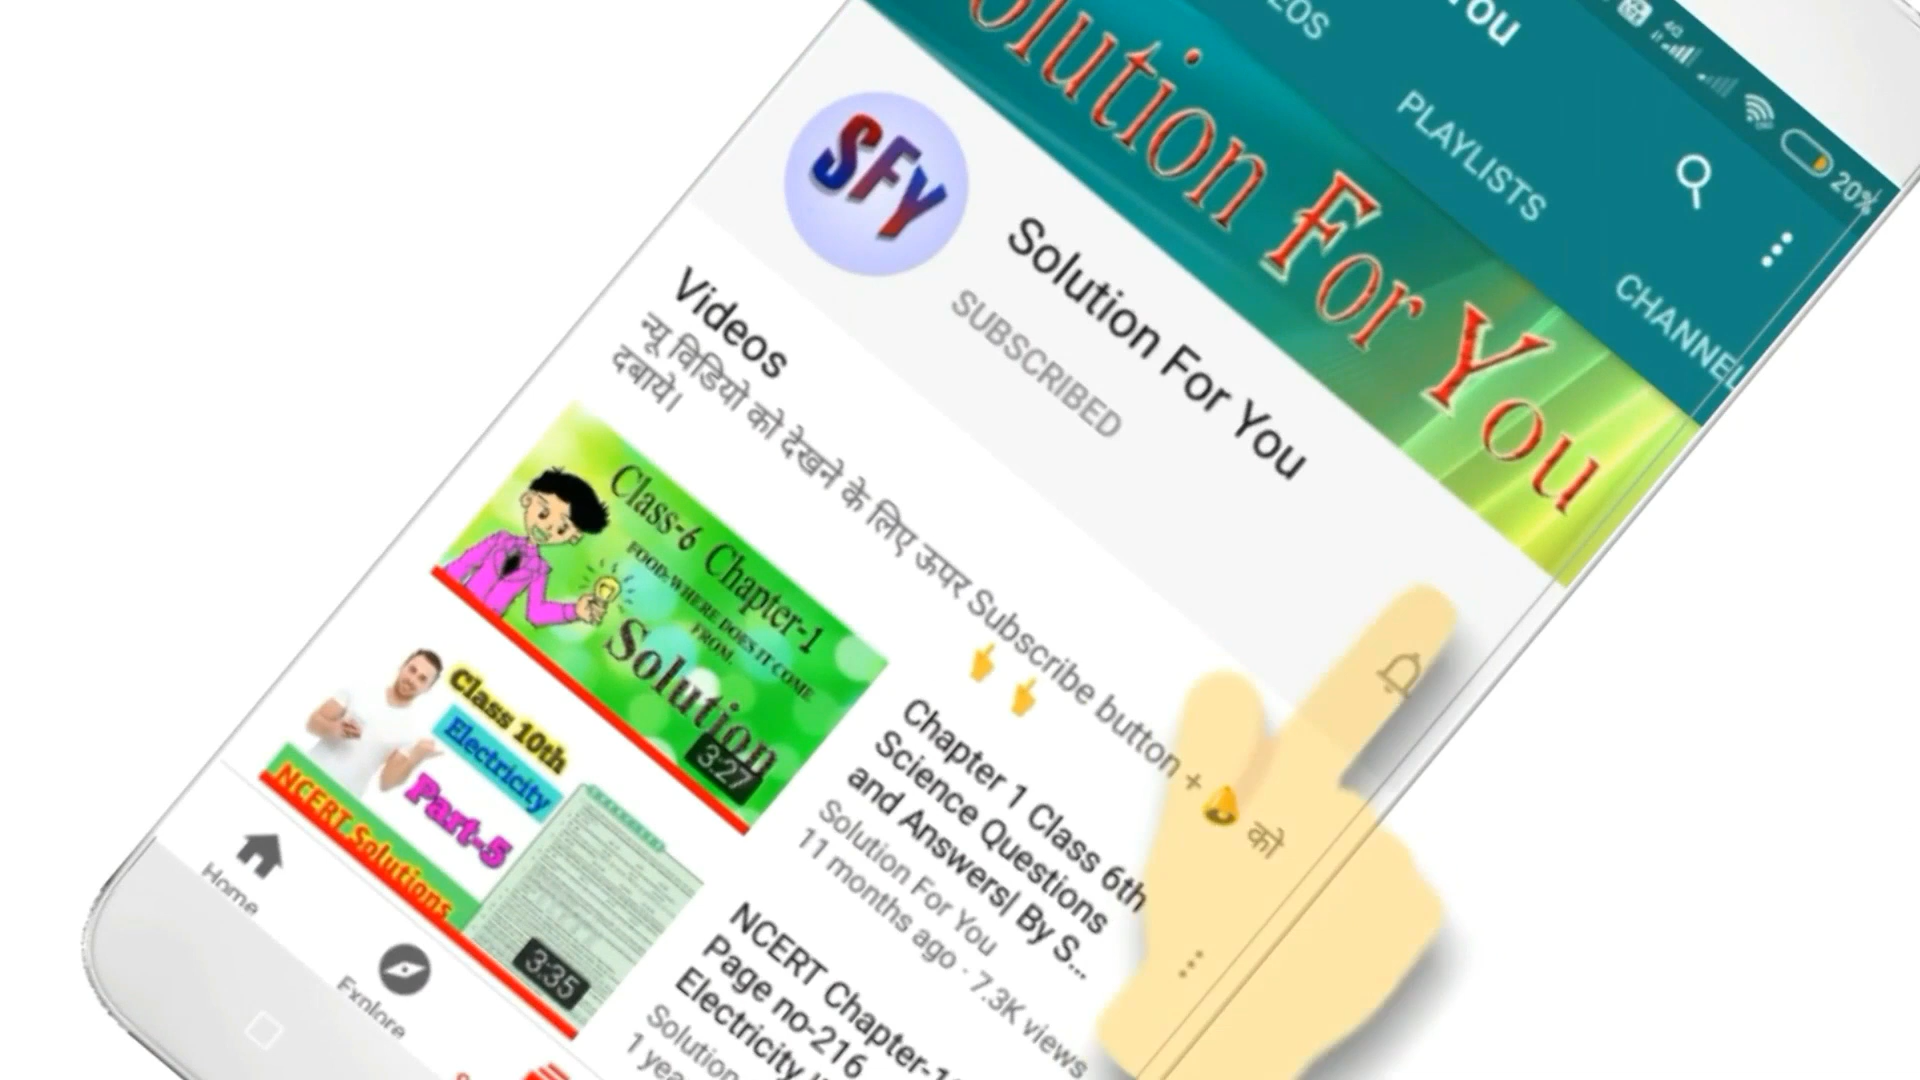 20%
You
PLAYLISTS
CHANNEL
Solution For You
SFY
Solution For You
SUBSCRIBED
Videos
न्यू विडियो को देखने के लिए ऊपर Subscribe button + 🔔 को
दबाये।
Class-6 Chapter-1
FOOD: WHERE DOES IT COME
FROM.
Solution
3:27
Chapter 1 Class 6th
Science Questions
and Answers| By S...
Solution For You
11 months ago · 7.3K views
Class 10th
Electricity
Part-5
NCERT Solutions
3:35
NCERT Chapter-
Page no-216
Electricity
Solution
1
Home
Explore